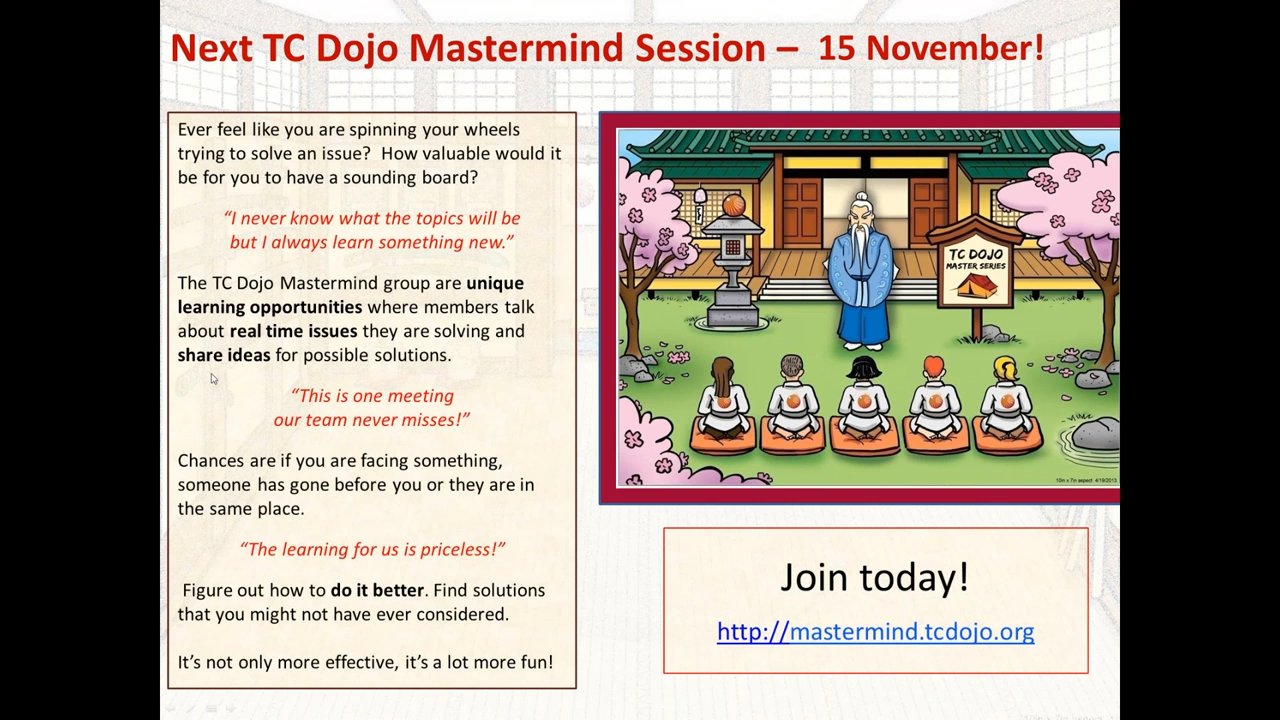 Next TC Dojo Mastermind Session – 15 November!
Ever feel like you are spinning your wheels
trying to solve an issue? How valuable would it
be for you to have a sounding board?
“I never know what the topics will be
but I always learn something new.”
The TC Dojo Mastermind group are unique
learning opportunities where members talk
about real time issues they are solving and
share ideas for possible solutions.
“This is one meeting
our team never misses!”
Chances are if you are facing something,
someone has gone before you or they are in
the same place.
“The learning for us is priceless!”
Figure out how to do it better. Find solutions
that you might not have ever considered.
It’s not only more effective, it’s a lot more fun!
TC DOJO
MASTER SERIES
10in x 7in aspect 4/19/2013
Join today!
http://mastermind.tcdojo.org